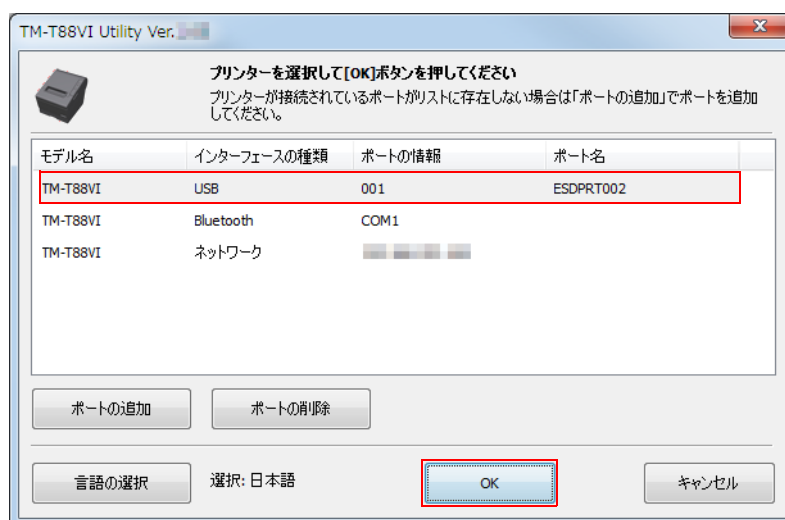 TM-T88VI Utility Ver.
プリンターを選択して[OK]ボタンを押してください
プリンターが接続されているポートがリストに存在しない場合は「ポートの追加」でポートを追加
してください。
モデル名 インターフェースの種類 ポートの情報 ポート名
TM-T88VI USB 001 ESDPRT002
TM-T88VI Bluetooth COM1
TM-T88VI ネットワーク
ポートの追加 ポートの削除
言語の選択 選択: 日本語 OK キャンセル